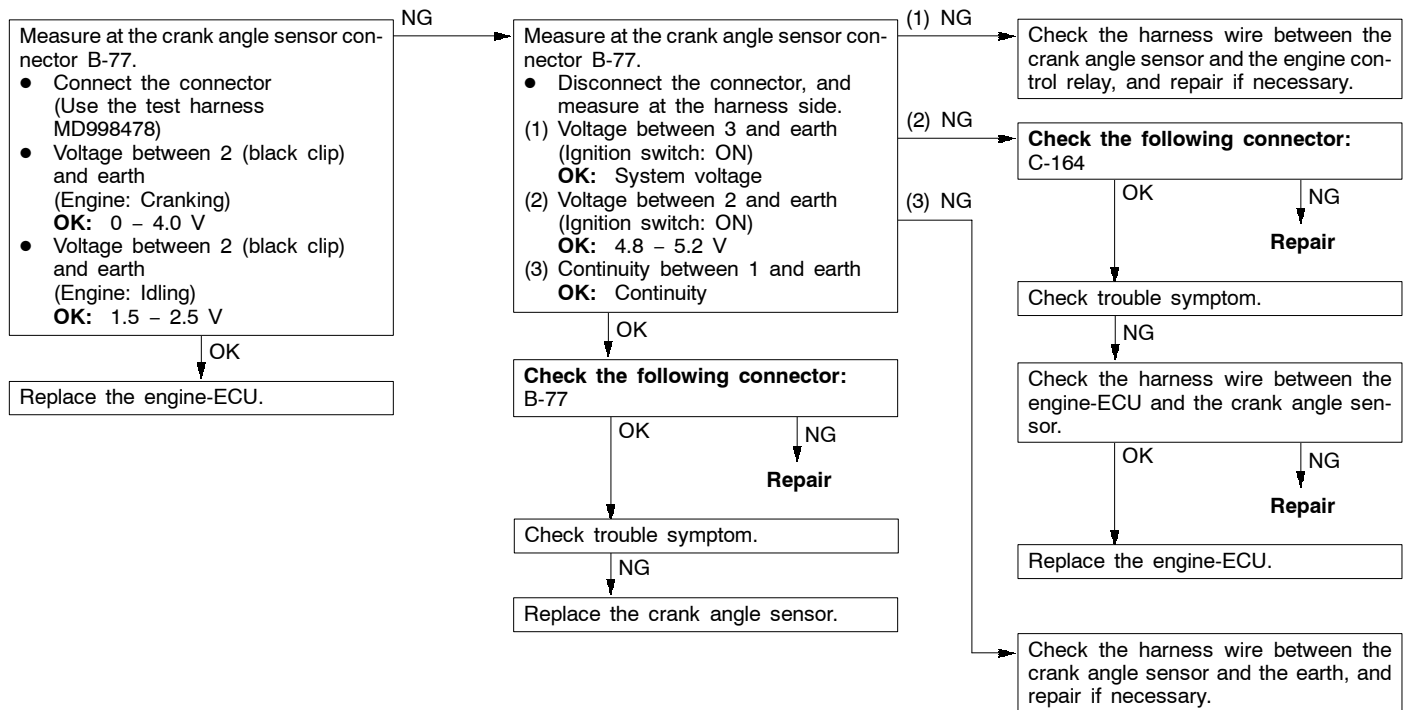 Measure at the crank angle sensor con-
nector B-77.
● Connect the connector
(Use the test harness
MD998478)
● Voltage between 2 (black clip)
and earth
(Engine: Cranking)
OK: 0 – 4.0 V
● Voltage between 2 (black clip)
and earth
(Engine: Idling)
OK: 1.5 – 2.5 V
NG
OK
Replace the engine-ECU.
Measure at the crank angle sensor con-
nector B-77.
● Disconnect the connector, and
measure at the harness side.
(1) Voltage between 3 and earth
(Ignition switch: ON)
OK: System voltage
(2) Voltage between 2 and earth
(Ignition switch: ON)
OK: 4.8 – 5.2 V
(3) Continuity between 1 and earth
OK: Continuity
OK
Check the following connector:
B-77
OK
NG
Repair
Check trouble symptom.
NG
Replace the crank angle sensor.
(1) NG
Check the harness wire between the
crank angle sensor and the engine con-
trol relay, and repair if necessary.
(2) NG
Check the following connector:
C-164
OK
NG
Repair
Check trouble symptom.
NG
Check the harness wire between the
engine-ECU and the crank angle sen-
sor.
OK
NG
Repair
Replace the engine-ECU.
(3) NG
Check the harness wire between the
crank angle sensor and the earth, and
repair if necessary.